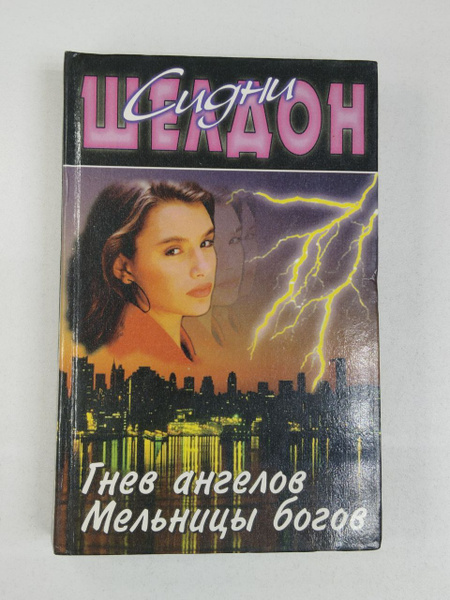 Сидни
ШЕЛДОН
Гнев ангелов
Мельницы богов